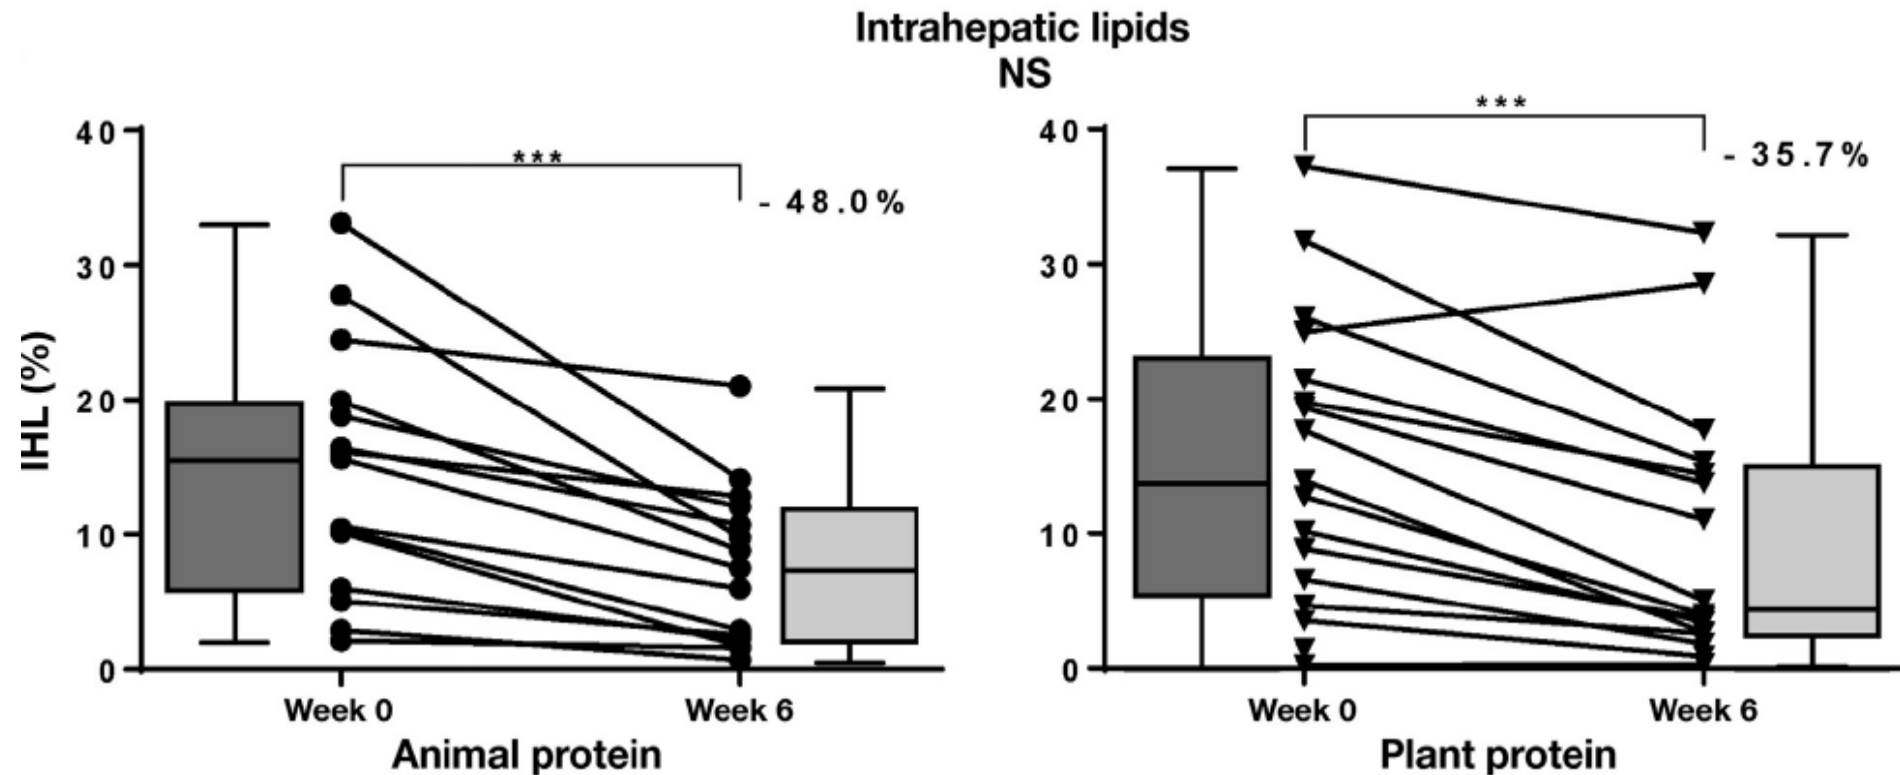 Intrahepatic lipids
NS
IHL (%)
40
30
20
10
0
***
- 48.0%
Week 0
Week 6
Animal protein
40
30
20
10
0
***
- 35.7%
Week 0
Week 6
Plant protein